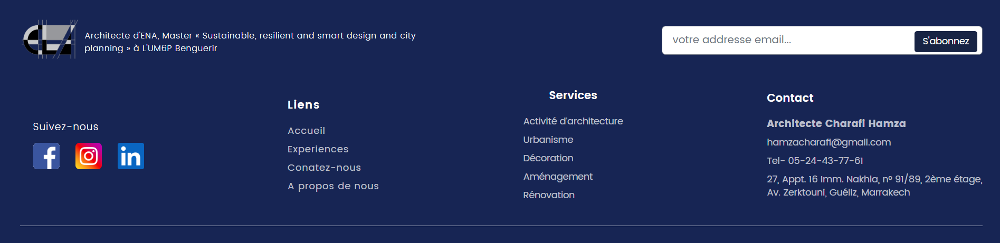 Architecte d'ENA, Master « Sustainable, resilient and smart design and city
planning » à L'UM6P Benguerir
votre addresse email...
S'abonnez
Suivez-nous
Liens
Accueil
Experiences
Conatez-nous
A propos de nous
Services
Activité d'architecture
Urbanisme
Décoration
Aménagement
Rénovation
Contact
Architecte Charafi Hamza
hamzacharafi@gmail.com
Tel- 05-24-43-77-61
27, Appt. 16 Imm. Nakhla, n° 91/89, 2ème étage,
Av. Zerktouni, Guéliz, Marrakech